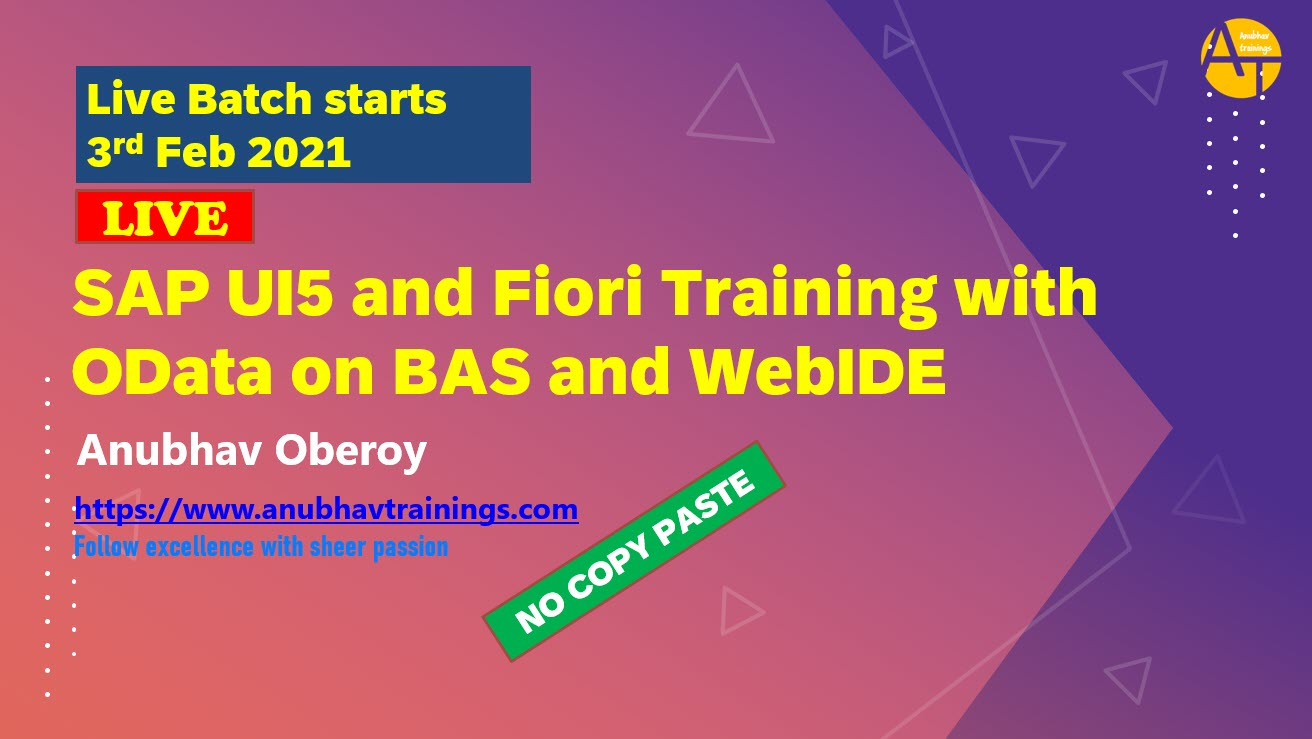 Anubhav
trainings
AT
Live Batch starts
3rd Feb 2021
LIVE
SAP UI5 and Fiori Training with
OData on BAS and WebIDE
Anubhav Oberoy
https://www.anubhavtrainings.com
Follow excellence with sheer passion
NO COPY PASTE